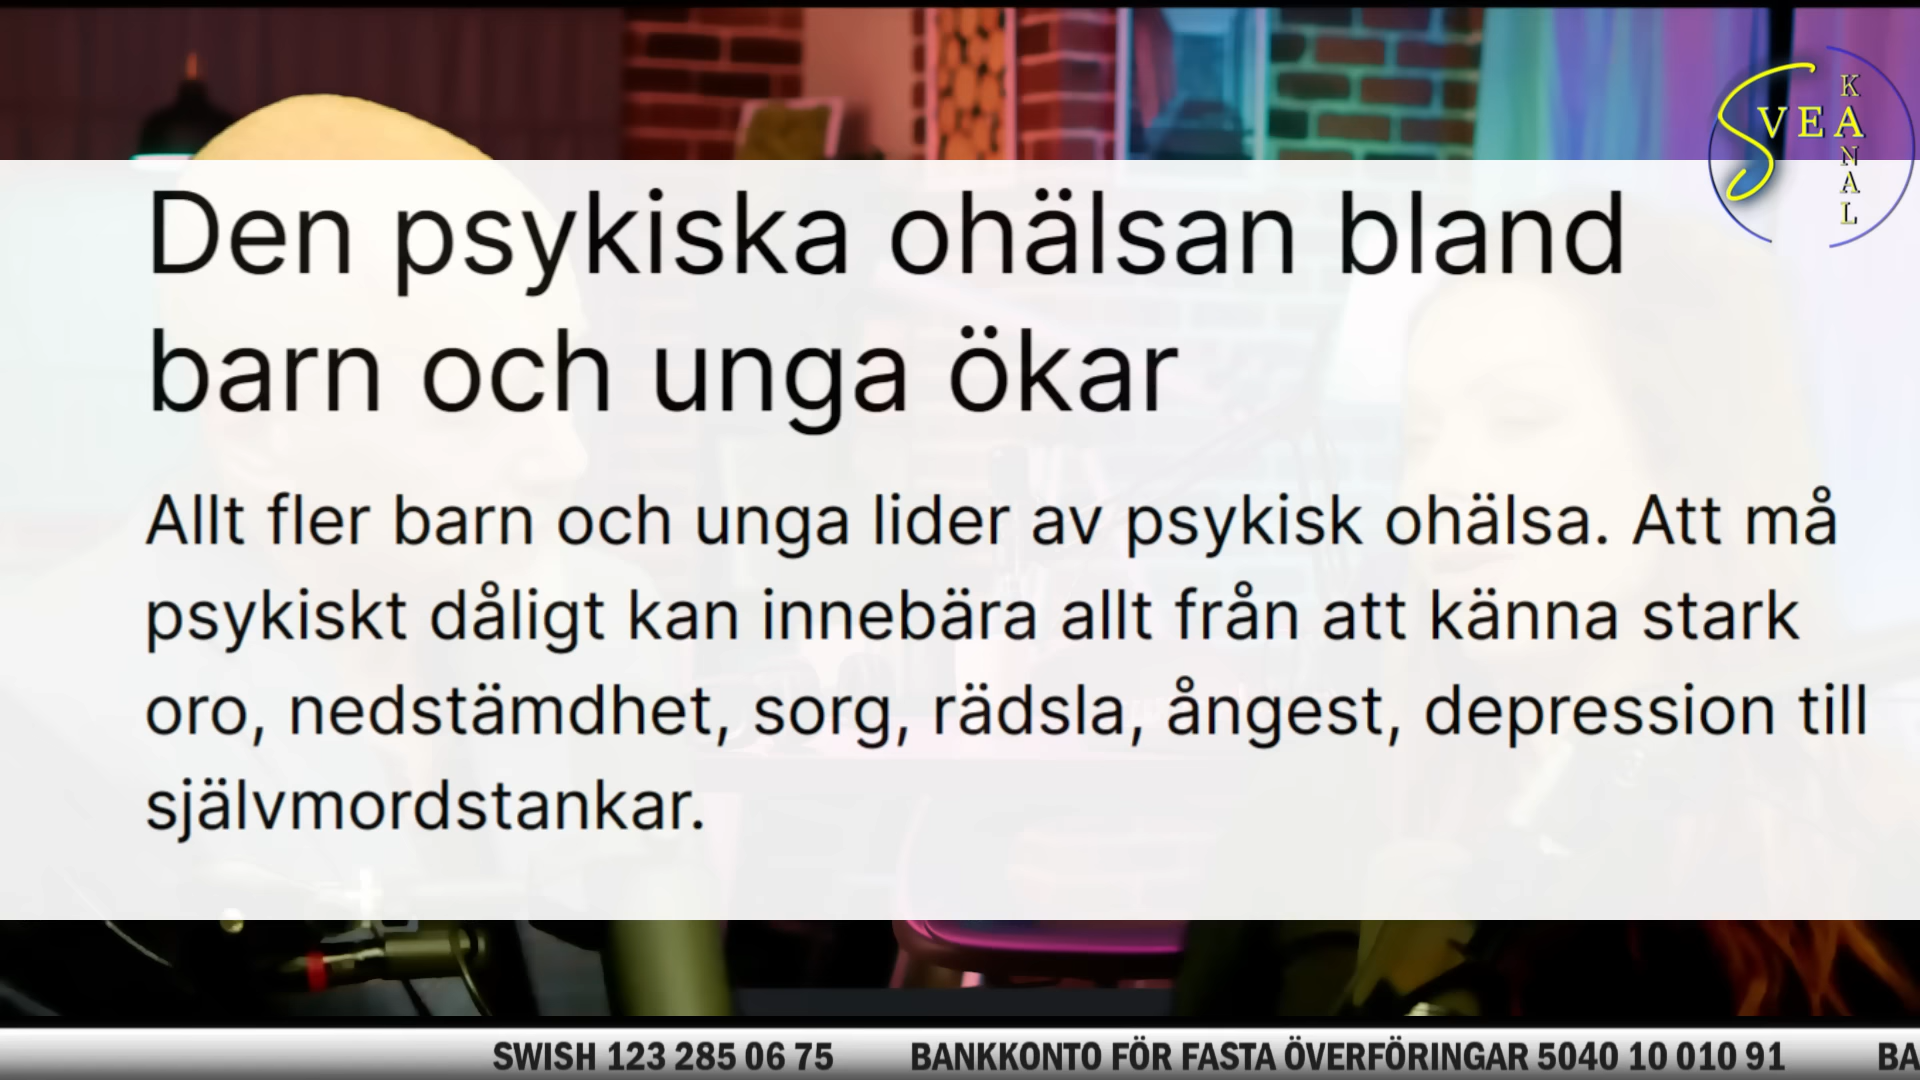 SVEA
KANAL
Den psykiska ohälsan bland
barn och unga ökar
Allt fler barn och unga lider av psykisk ohälsa. Att må
psykiskt dåligt kan innebära allt från att känna stark
oro, nedstämdhet, sorg, rädsla, ångest, depression till
självmordstankar.
SWISH 123 285 06 75 BANKKONTO FÖR FASTA ÖVERFÖRINGAR 5040 10 010 91 BA